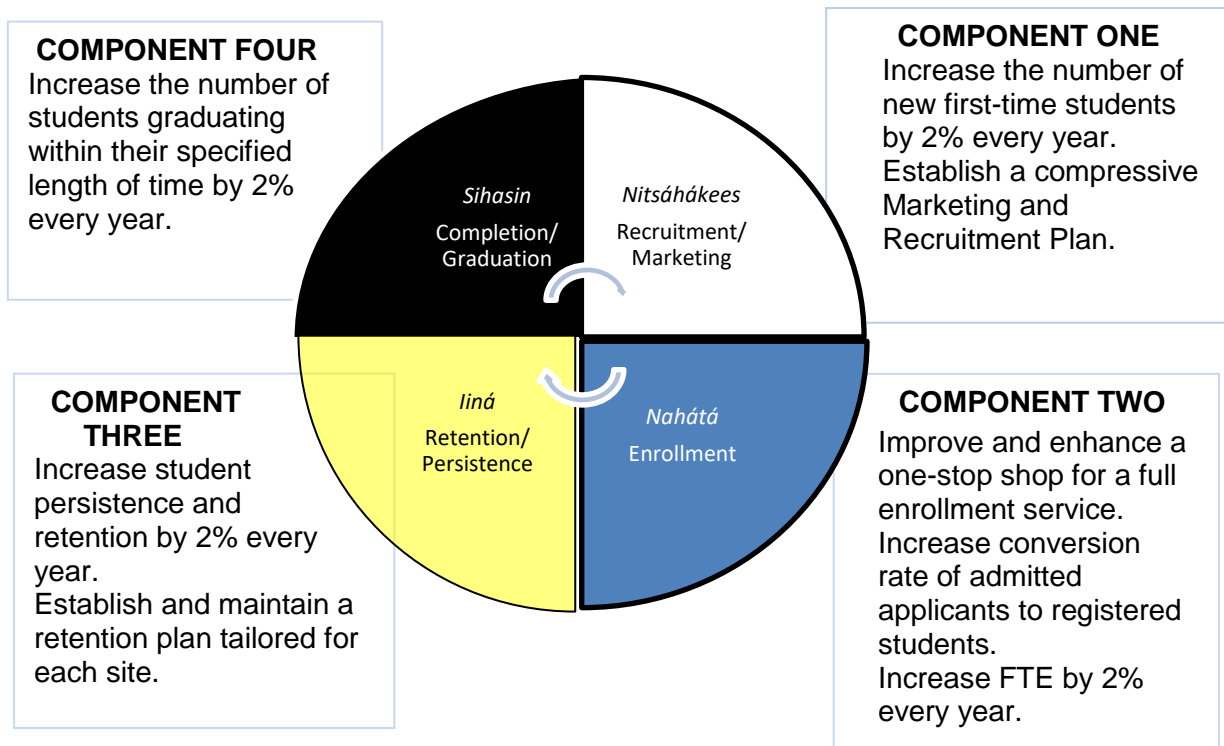 COMPONENT FOUR
Increase the number of
students graduating
within their specified
length of time by 2%
every year.
COMPONENT ONE
Increase the number of
new first-time students
by 2% every year.
Establish a compressive
Marketing and
Recruitment Plan.
Sihasin
Completion/
Graduation
Nitsáhákees
Recruitment/
Marketing
Iiná
Retention/
Persistence
Nahátá
Enrollment
COMPONENT
THREE
Increase student
persistence and
retention by 2% every
year.
Establish and maintain a
retention plan tailored for
each site.
COMPONENT TWO
Improve and enhance a
one-stop shop for a full
enrollment service.
Increase conversion
rate of admitted
applicants to registered
students.
Increase FTE by 2%
every year.